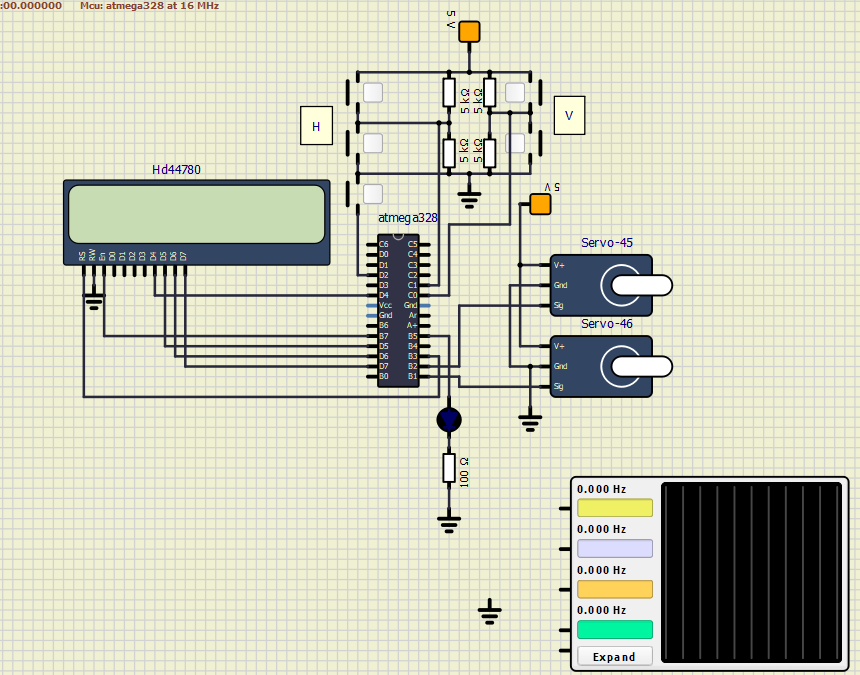 :00.000000 Mcu: atmega328 at 16 MHz
5 V
5 kΩ
5 kΩ
H
V
5 kΩ
5 kΩ
Hd44780
5 V
atmega328
RS RW En D0 D1 D2 D3 D4 D5 D6 D7
C6 C5
D0 C4
D1 C3
D2 C2
D3 C1
D4 C0
Vcc Gnd
Gnd Ar
B6 A+
B7 B5
D5 B4
D6 B3
D7 B2
B0 B1
Servo-45
V+
Gnd
Sig
Servo-46
V+
Gnd
Sig
100 Ω
0.000 Hz
0.000 Hz
0.000 Hz
0.000 Hz
Expand